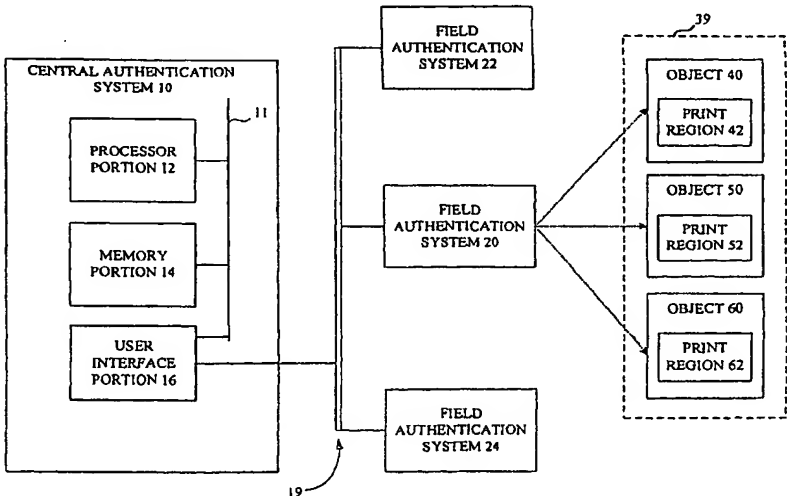 CENTRAL AUTHENTICATION
SYSTEM 10
11
PROCESSOR
PORTION 12
MEMORY
PORTION 14
USER
INTERFACE
PORTION 16
19
FIELD
AUTHENTICATION
SYSTEM 22
FIELD
AUTHENTICATION
SYSTEM 20
FIELD
AUTHENTICATION
SYSTEM 24
39
OBJECT 40
PRINT
REGION 42
OBJECT 50
PRINT
REGION 52
OBJECT 60
PRINT
REGION 62